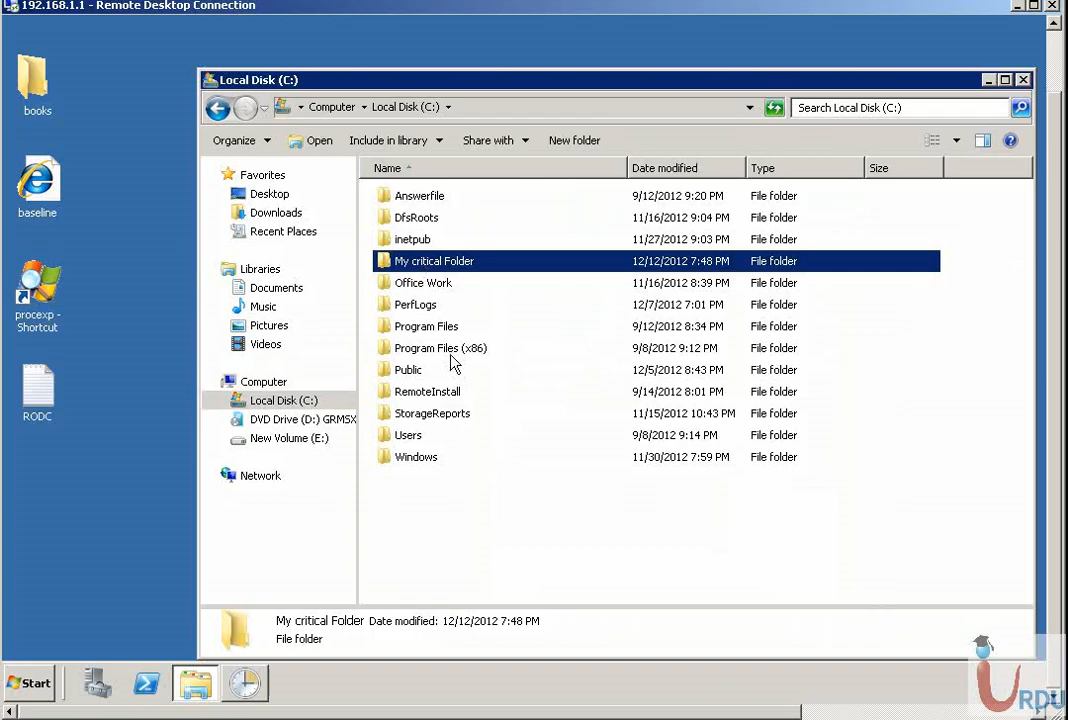 192.168.1.1 - Remote Desktop Connection
books
baseline
procexp -
Shortcut
RODC
Local Disk (C:)
Computer Local Disk (C:)
Search Local Disk (C:)
Organize Open Include in library Share with New folder
Favorites
Desktop
Downloads
Recent Places
Libraries
Documents
Music
Pictures
Videos
Computer
Local Disk (C:)
DVD Drive (D:) GRMSX
New Volume (E:)
Network
Name Date modified Type Size
Answerfile 9/12/2012 9:20 PM File folder
DfsRoots 11/16/2012 9:04 PM File folder
inetpub 11/27/2012 9:03 PM File folder
My critical Folder 12/12/2012 7:48 PM File folder
Office Work 11/16/2012 8:39 PM File folder
PerfLogs 12/7/2012 7:01 PM File folder
Program Files 9/12/2012 8:34 PM File folder
Program Files (x86) 9/8/2012 9:12 PM File folder
Public 12/5/2012 8:43 PM File folder
RemoteInstall 9/14/2012 8:01 PM File folder
StorageReports 11/15/2012 10:43 PM File folder
Users 9/8/2012 9:14 PM File folder
Windows 11/30/2012 7:59 PM File folder
My critical Folder Date modified: 12/12/2012 7:48 PM
File folder
Start
URDU